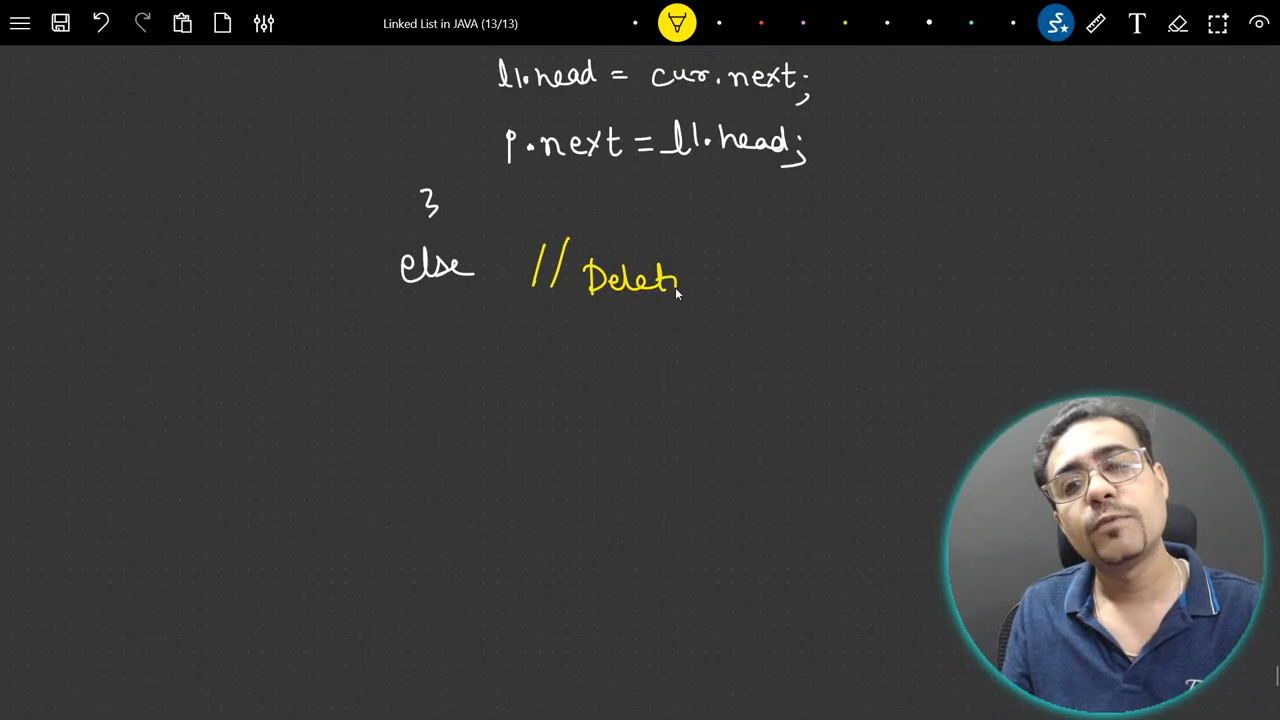 Linked List in JAVA (13/13)
T
ll.head = cur.next;
p.next = ll.head;
}
else // Delet